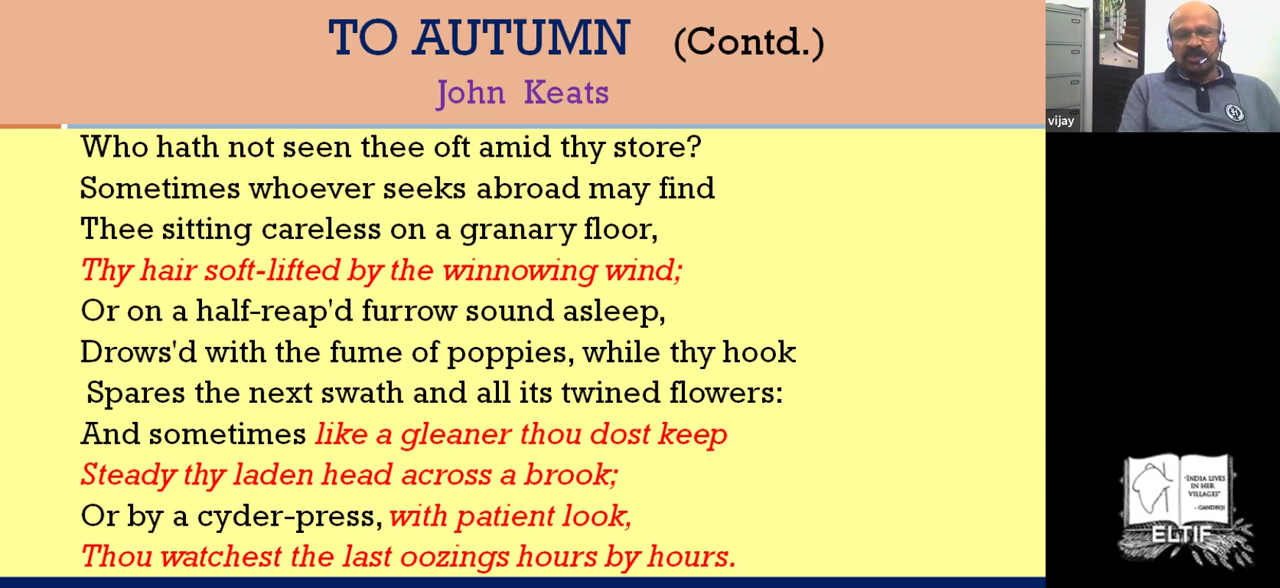 TO AUTUMN (Contd.)
John Keats
Who hath not seen thee oft amid thy store?
Sometimes whoever seeks abroad may find
Thee sitting careless on a granary floor,
Thy hair soft-lifted by the winnowing wind;
Or on a half-reap'd furrow sound asleep,
Drows'd with the fume of poppies, while thy hook
Spares the next swath and all its twined flowers:
And sometimes like a gleaner thou dost keep
Steady thy laden head across a brook;
Or by a cyder-press, with patient look,
Thou watchest the last oozings hours by hours.
vijay
"INDIA LIVES
IN HER
VILLAGES"
- GANDHIJI
ELTIF